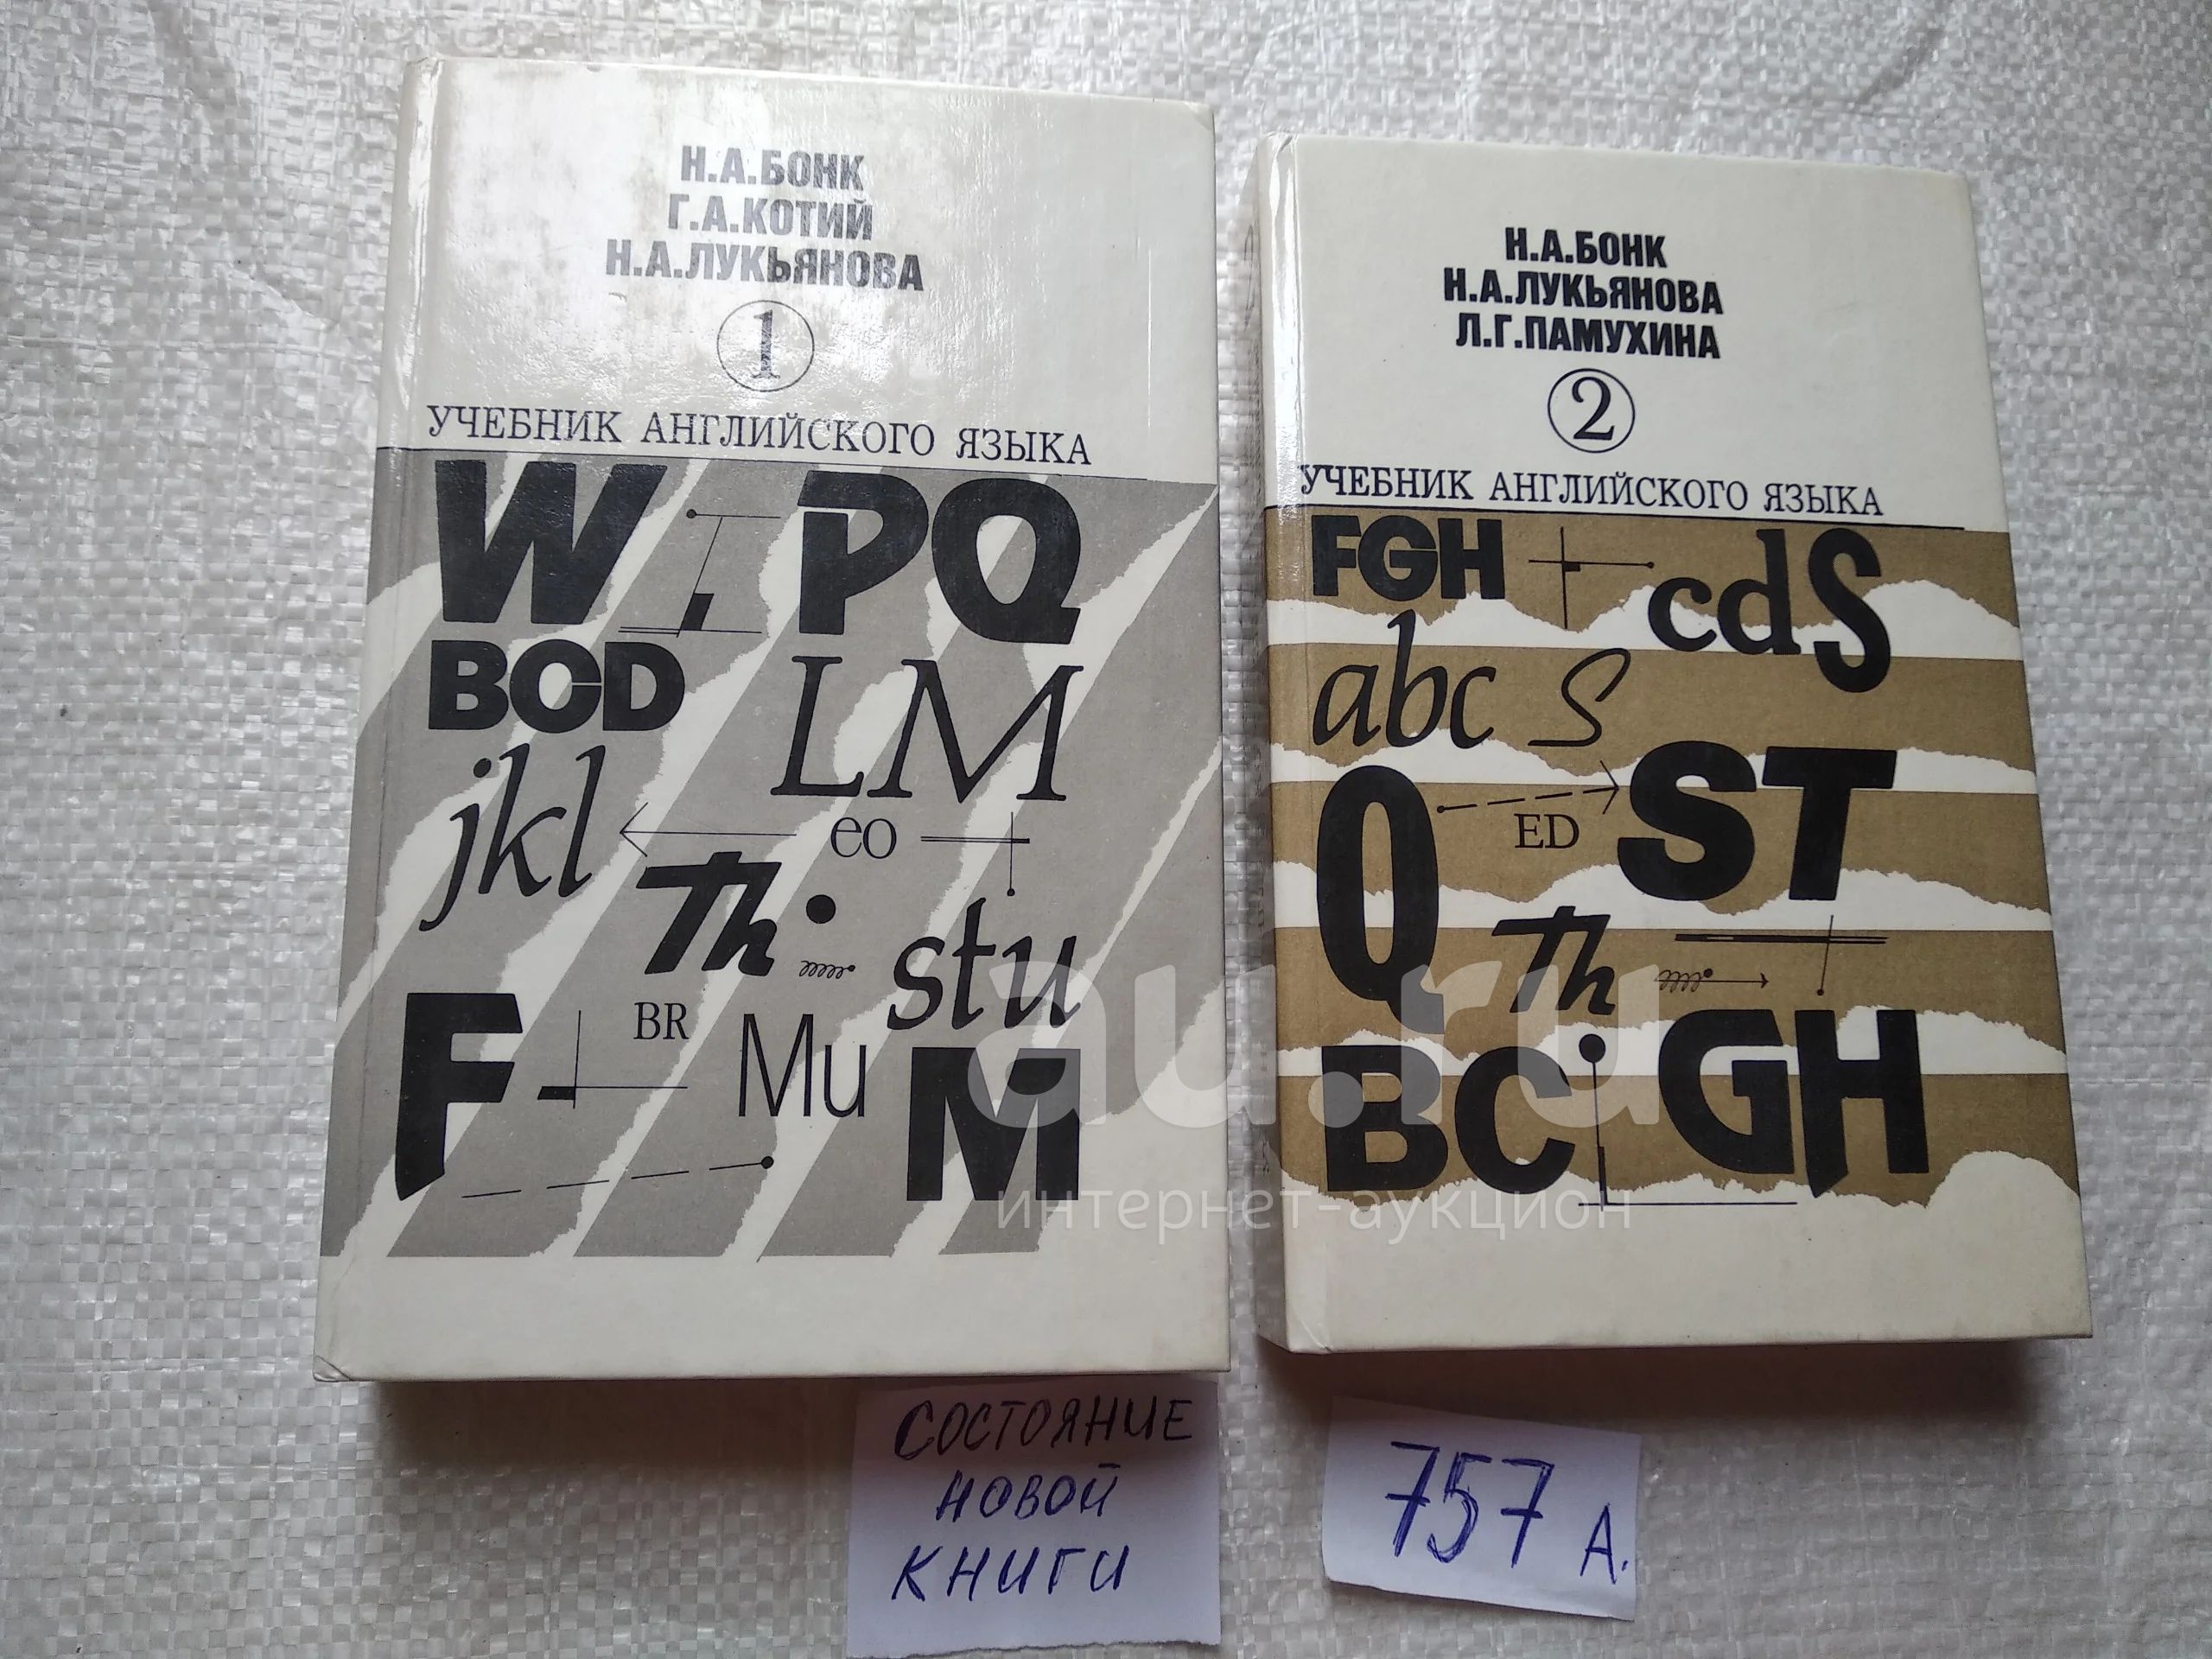 Н.А.БОНК
Г.А.КОТИЙ
Н.А.ЛУКЬЯНОВА
1
УЧЕБНИК АНГЛИЙСКОГО ЯЗЫКА
W PQ
BCD
LM
jkl
eo
Th
stu
F
BR
Mu
M
Н.А.БОНК
Н.А.ЛУКЬЯНОВА
Л.Г.ПАМУХИНА
2
УЧЕБНИК АНГЛИЙСКОГО ЯЗЫКА
FGH
cdS
abc S
Q
ED
ST
Th
BC
GH
au.ru
интернет-аукцион
СОСТОЯНИЕ
НОВОЙ
КНИГИ
757 А.